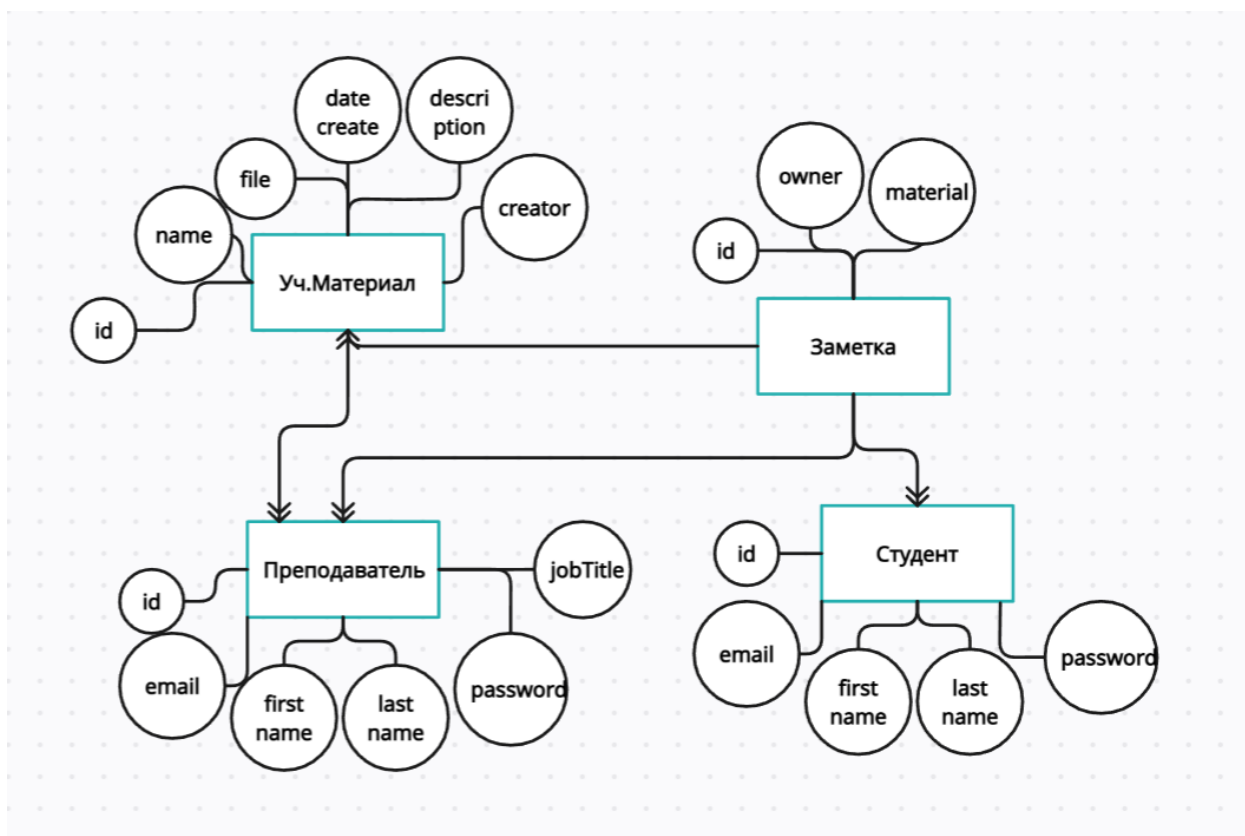 date
create
descri
ption
file
name
creator
id
Уч.Материал
owner
material
id
Заметка
Преподаватель
jobTitle
id
email
first
name
last
name
password
Студент
id
email
first
name
last
name
password